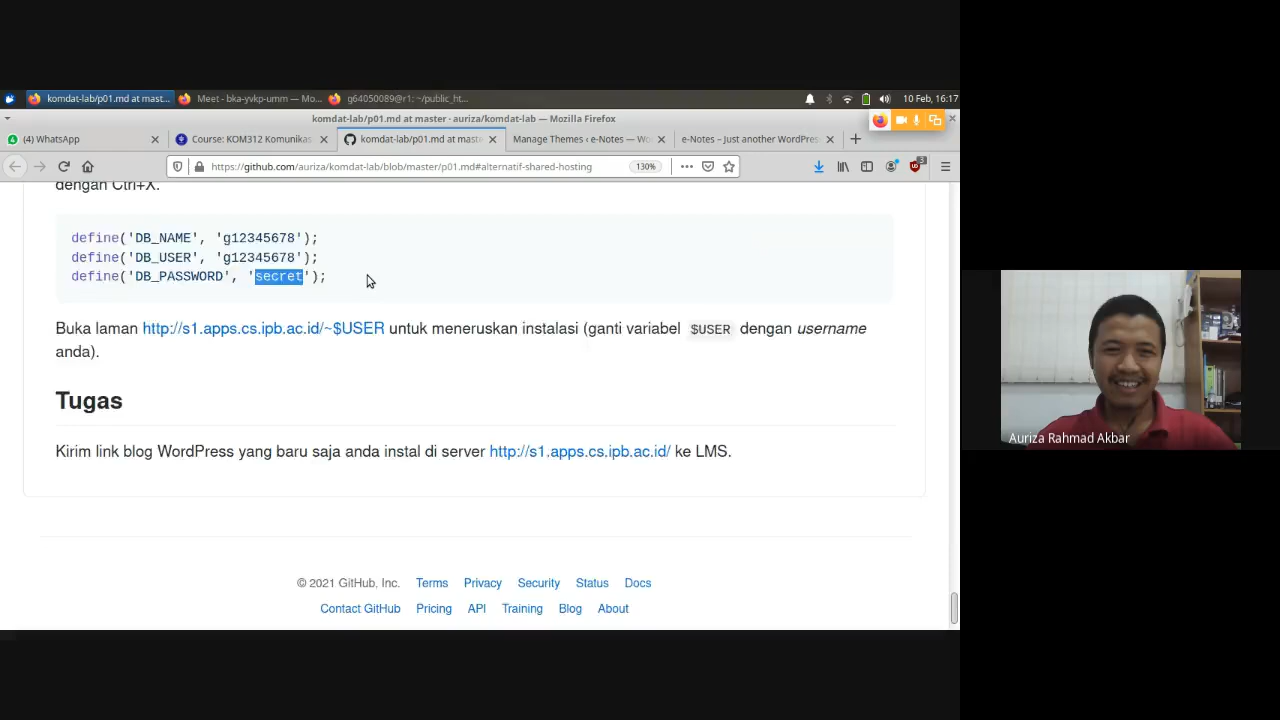 komdat-lab/p01.md at mast...
Meet - bka-yvkp-umm — Mo...
g64050089@r1: ~/public_ht...
10 Feb, 16:17
komdat-lab/p01.md at master · auriza/komdat-lab — Mozilla Firefox
(4) WhatsApp
Course: KOM312 Komunikas
komdat-lab/p01.md at maste
Manage Themes ‹ e-Notes — Wo
e-Notes – Just another WordPres
https://github.com/auriza/komdat-lab/blob/master/p01.md#alternatif-shared-hosting
130%
dengan Ctrl+X.
define('DB_NAME', 'g12345678');
define('DB_USER', 'g12345678');
define('DB_PASSWORD', 'secret');
Buka laman http://s1.apps.cs.ipb.ac.id/~$USER untuk meneruskan instalasi (ganti variabel $USER dengan username
anda).
Tugas
Kirim link blog WordPress yang baru saja anda instal di server http://s1.apps.cs.ipb.ac.id/ ke LMS.
© 2021 GitHub, Inc. Terms Privacy Security Status Docs
Contact GitHub Pricing API Training Blog About
Auriza Rahmad Akbar